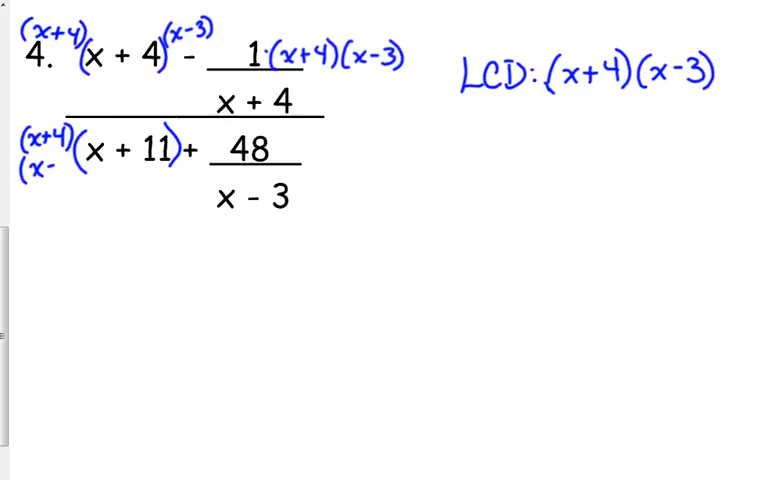 (x+4) (x-3)
4. (x + 4) - 1·(x+4)(x-3) LCD: (x+4)(x-3)
x + 4
(x+4) (x + 11) + 48
(x-
x - 3